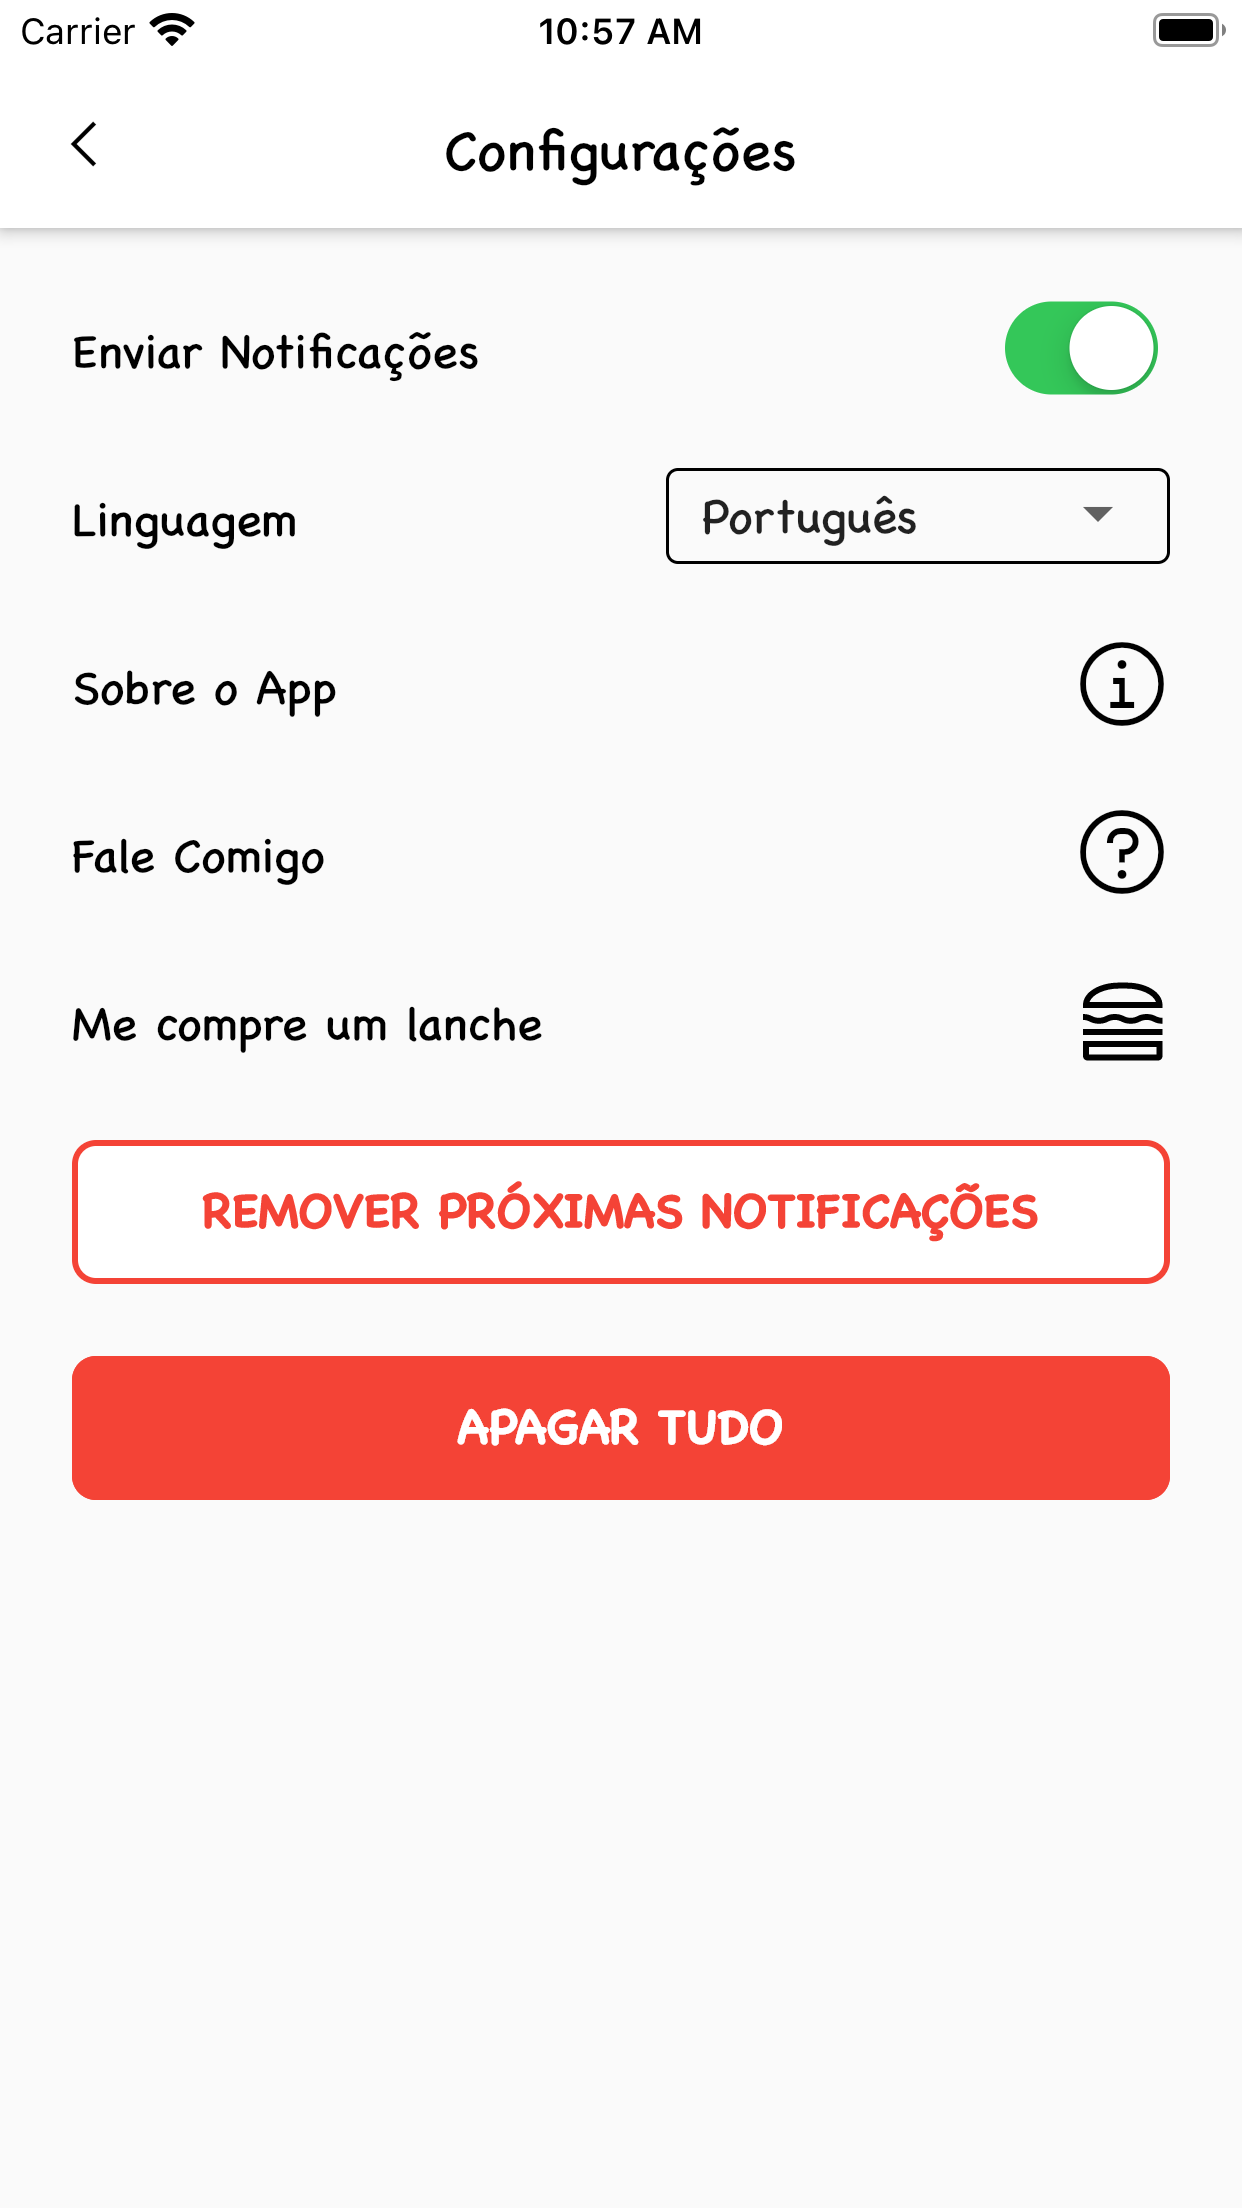 Carrier 10:57 AM
Configurações
Enviar Notificações
Linguagem Português
Sobre o App
Fale Comigo
Me compre um lanche
REMOVER PRÓXIMAS NOTIFICAÇÕES
APAGAR TUDO